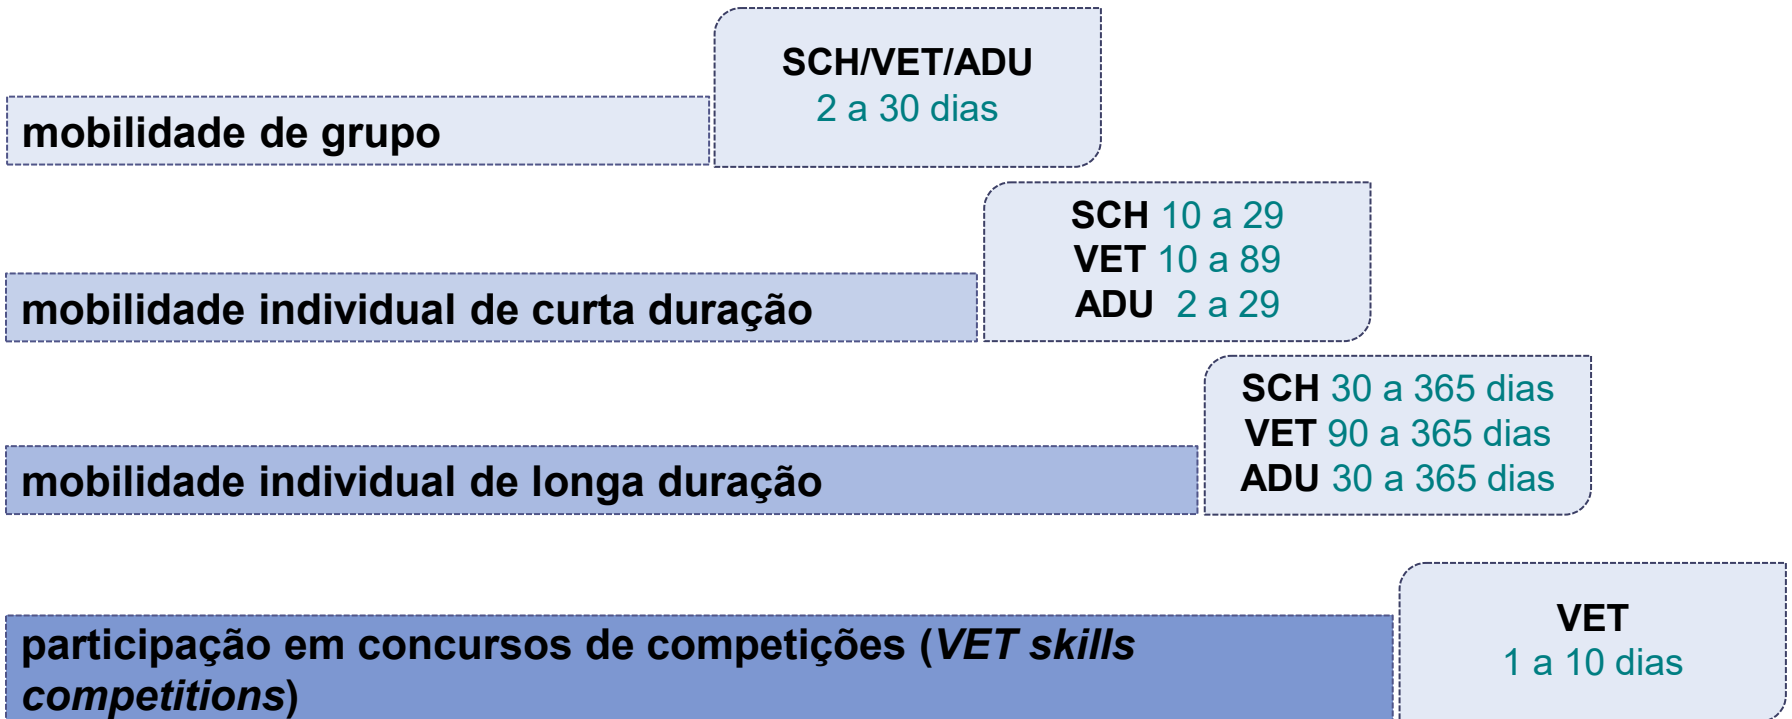 SCH/VET/ADU
2 a 30 dias
mobilidade de grupo
SCH 10 a 29
VET 10 a 89
ADU 2 a 29
mobilidade individual de curta duração
SCH 30 a 365 dias
VET 90 a 365 dias
ADU 30 a 365 dias
mobilidade individual de longa duração
VET
1 a 10 dias
participação em concursos de competições (VET skills
competitions)